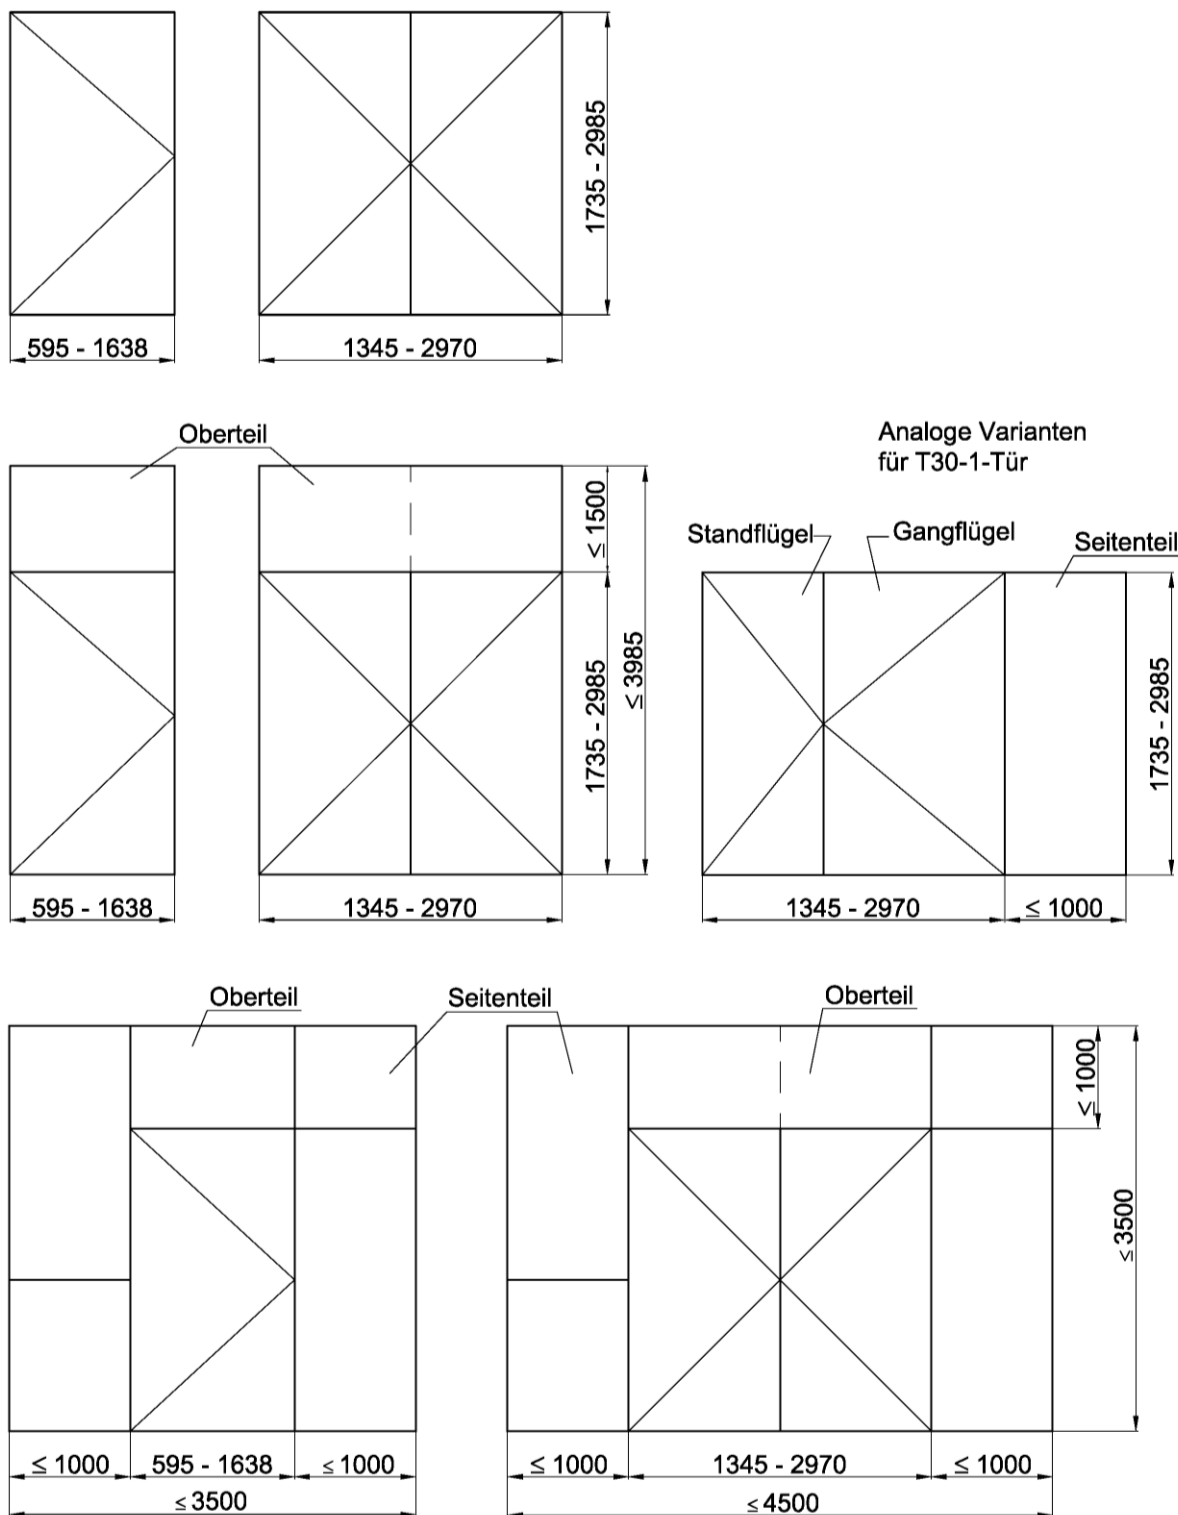 1735 - 2985
595 - 1638
1345 - 2970
Oberteil
≤ 1500
1735 - 2985
≤ 3985
595 - 1638
1345 - 2970
Analoge Varianten
für T30-1-Tür
Standflügel
Gangflügel
Seitenteil
1735 - 2985
1345 - 2970
≤ 1000
Oberteil
Seitenteil
Oberteil
≤ 1000
≤ 3500
≤ 1000
595 - 1638
≤ 1000
≤ 3500
≤ 1000
1345 - 2970
≤ 1000
≤ 4500